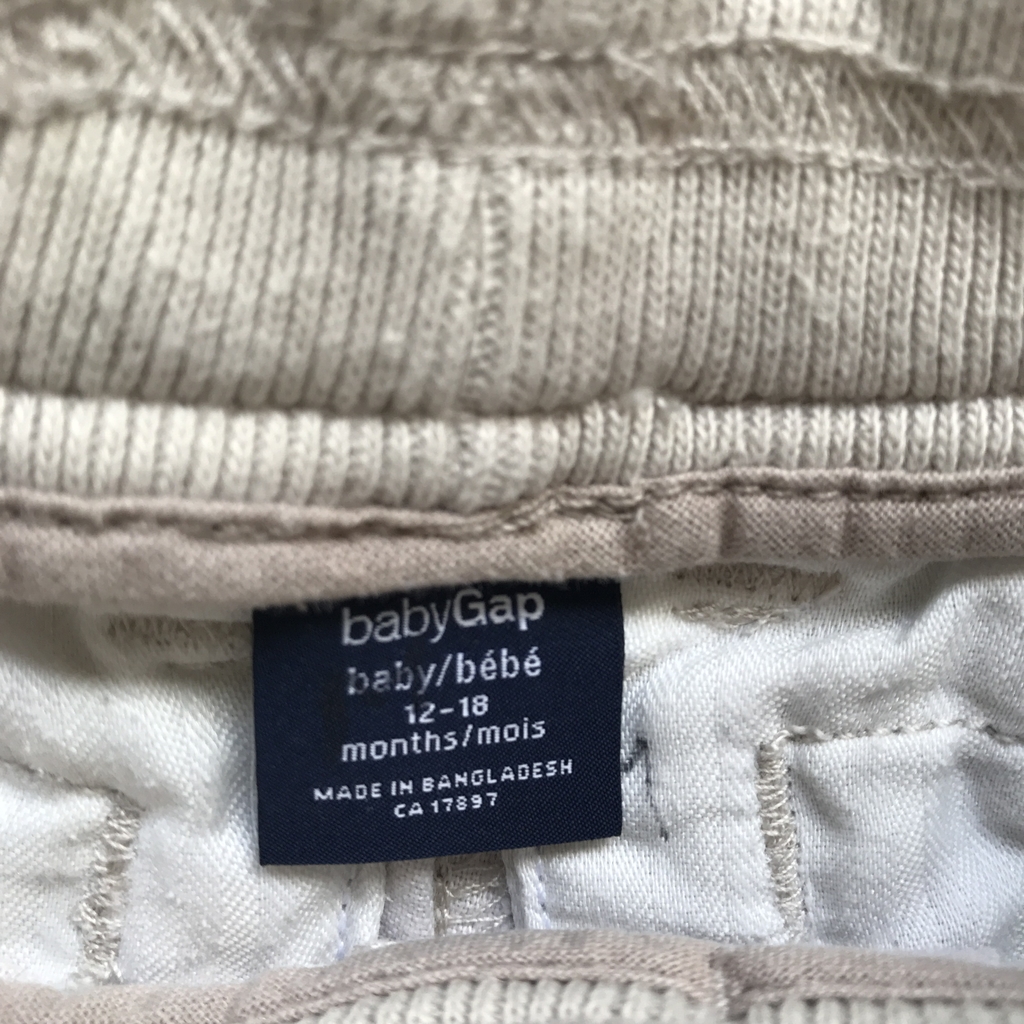 babyGap
baby/bébé
12-18
months/mois
MADE IN BANGLADESH
CA 17897